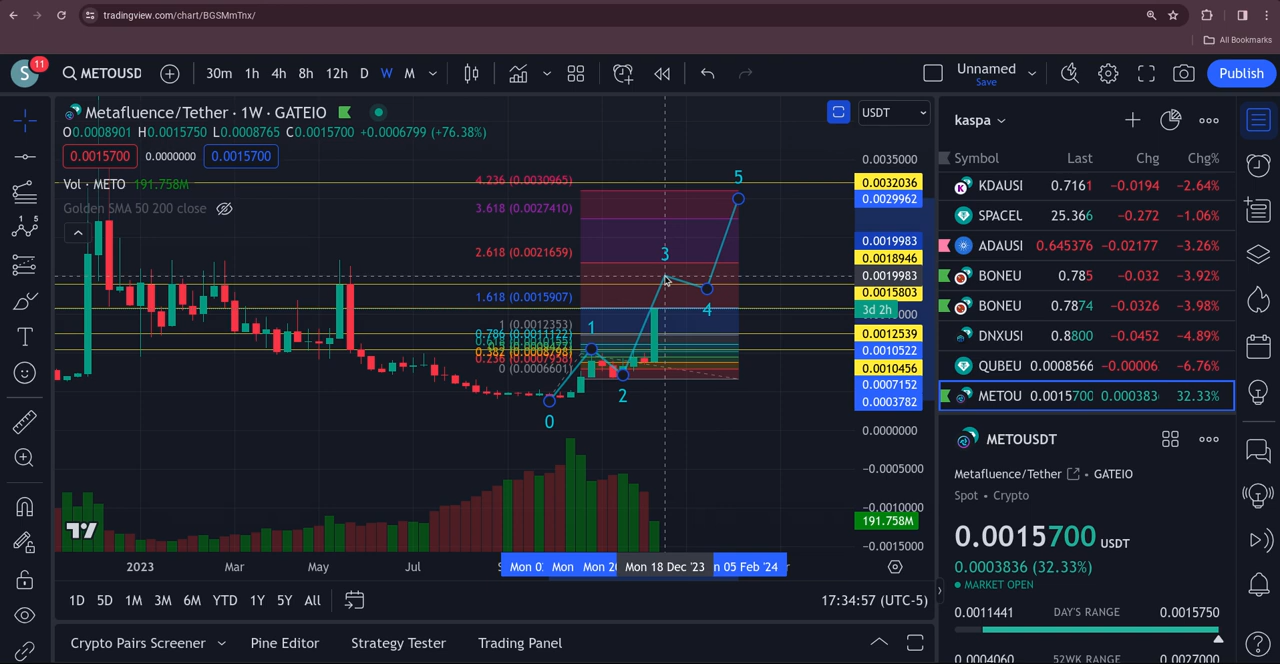 tradingview.com/chart/BGSMmTnx/
All Bookmarks
S 11 METOUSD 30m 1h 4h 8h 12h D W M Unnamed Save Publish
Metafluence/Tether · 1W · GATEIO USDT
O0.0008901 H0.0015750 L0.0008765 C0.0015700 +0.0006799 (+76.38%)
0.0015700 0.0000000 0.0015700
Vol · METO 191.758M
Golden SMA 50 200 close
4.236 (0.0030965)
3.618 (0.0027410)
2.618 (0.0021659)
1.618 (0.0015907)
1 (0.0012353)
0.236 (0.0007958)
0 (0.0006601)
0
1
2
3
4
5
0.0035000
0.0032036
0.0029962
0.0019983
0.0018946
0.0019983
0.0015803
3d 2h
0.0012539
0.0010522
0.0010456
0.0007152
0.0003782
0.0000000
−0.0005000
−0.0010000
191.758M
−0.0015000
2023 Mar May Jul Mon 18 Dec '23 n 05 Feb '24
1D 5D 1M 3M 6M YTD 1Y 5Y All 17:34:57 (UTC-5)
Crypto Pairs Screener Pine Editor Strategy Tester Trading Panel
kaspa
Symbol Last Chg Chg%
KDAUSI 0.7161 −0.0194 −2.64%
SPACEL 25.366 −0.272 −1.06%
ADAUSI 0.645376 −0.02177 −3.26%
BONEU 0.785 −0.032 −3.92%
BONEU 0.7874 −0.0326 −3.98%
DNXUSI 0.8800 −0.0452 −4.89%
QUBEU 0.0008566 −0.00006 −6.76%
METOU 0.0015700 0.000383 32.33%
METOUSDT
Metafluence/Tether · GATEIO
Spot • Crypto
0.0015700 USDT
0.0003836 (32.33%)
MARKET OPEN
0.0011441 DAY'S RANGE 0.0015750
0.0004060 52WK RANGE 0.0027000